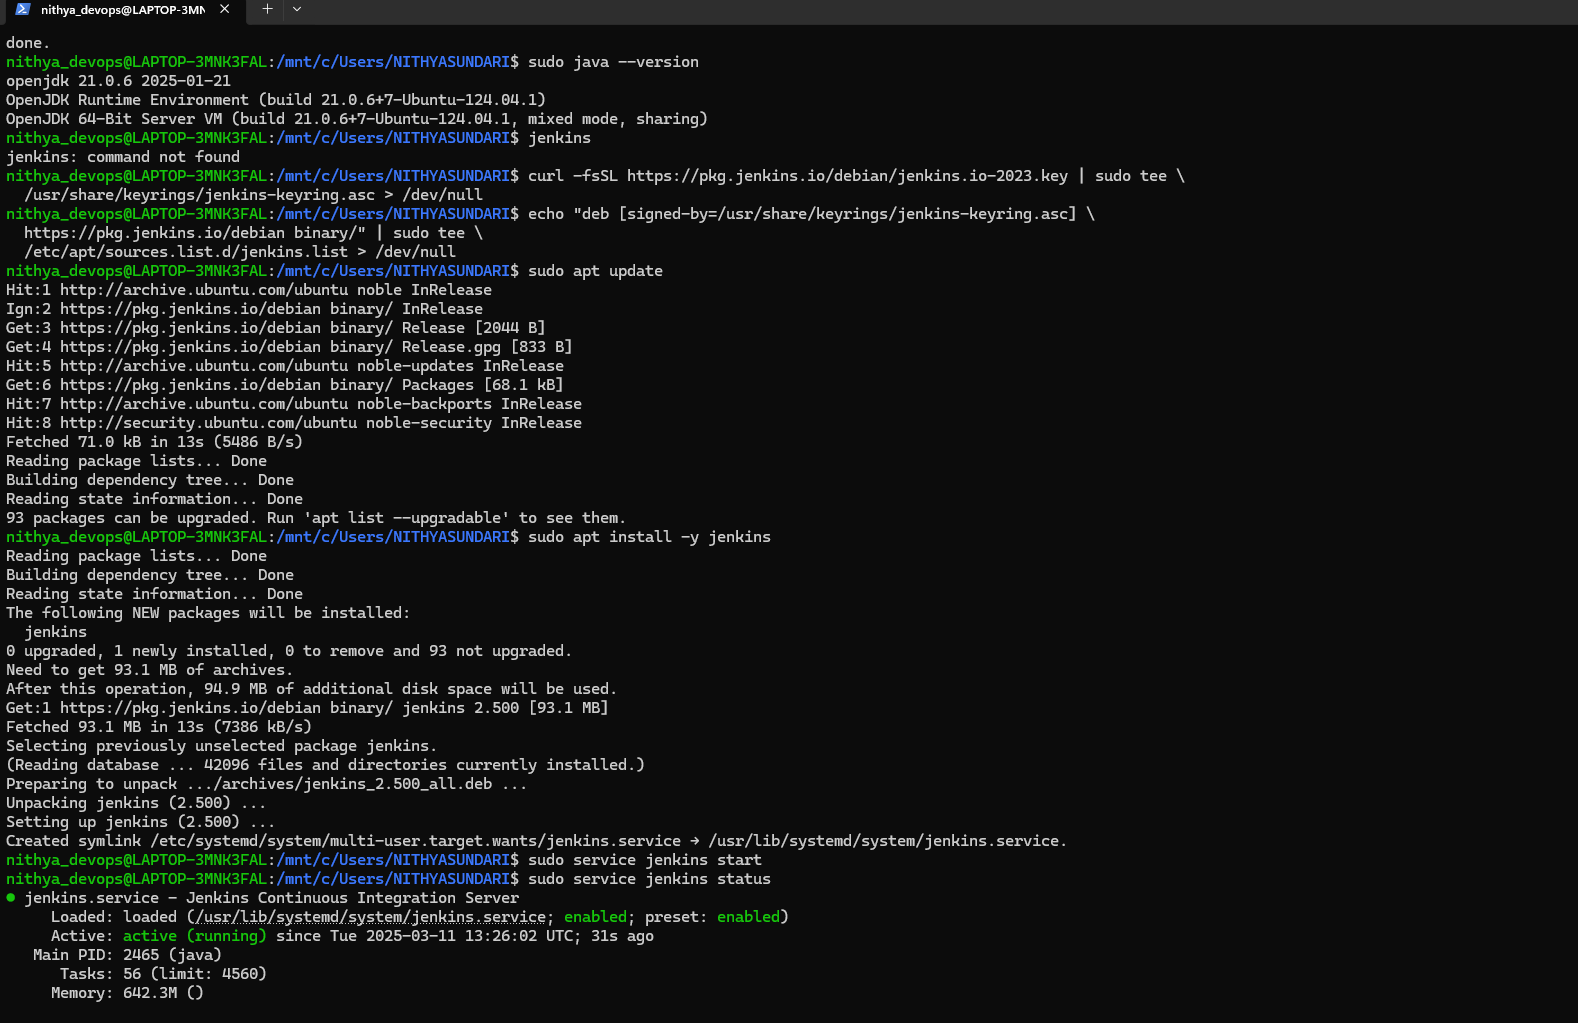 nithya_devops@LAPTOP-3MN
done.
nithya_devops@LAPTOP-3MNK3FAL:/mnt/c/Users/NITHYASUNDARI$ sudo java --version
openjdk 21.0.6 2025-01-21
OpenJDK Runtime Environment (build 21.0.6+7-Ubuntu-124.04.1)
OpenJDK 64-Bit Server VM (build 21.0.6+7-Ubuntu-124.04.1, mixed mode, sharing)
nithya_devops@LAPTOP-3MNK3FAL:/mnt/c/Users/NITHYASUNDARI$ jenkins
jenkins: command not found
nithya_devops@LAPTOP-3MNK3FAL:/mnt/c/Users/NITHYASUNDARI$ curl -fsSL https://pkg.jenkins.io/debian/jenkins.io-2023.key | sudo tee \
  /usr/share/keyrings/jenkins-keyring.asc > /dev/null
nithya_devops@LAPTOP-3MNK3FAL:/mnt/c/Users/NITHYASUNDARI$ echo "deb [signed-by=/usr/share/keyrings/jenkins-keyring.asc] \
  https://pkg.jenkins.io/debian binary/" | sudo tee \
  /etc/apt/sources.list.d/jenkins.list > /dev/null
nithya_devops@LAPTOP-3MNK3FAL:/mnt/c/Users/NITHYASUNDARI$ sudo apt update
Hit:1 http://archive.ubuntu.com/ubuntu noble InRelease
Ign:2 https://pkg.jenkins.io/debian binary/ InRelease
Get:3 https://pkg.jenkins.io/debian binary/ Release [2044 B]
Get:4 https://pkg.jenkins.io/debian binary/ Release.gpg [833 B]
Hit:5 http://archive.ubuntu.com/ubuntu noble-updates InRelease
Get:6 https://pkg.jenkins.io/debian binary/ Packages [68.1 kB]
Hit:7 http://archive.ubuntu.com/ubuntu noble-backports InRelease
Hit:8 http://security.ubuntu.com/ubuntu noble-security InRelease
Fetched 71.0 kB in 13s (5486 B/s)
Reading package lists... Done
Building dependency tree... Done
Reading state information... Done
93 packages can be upgraded. Run 'apt list --upgradable' to see them.
nithya_devops@LAPTOP-3MNK3FAL:/mnt/c/Users/NITHYASUNDARI$ sudo apt install -y jenkins
Reading package lists... Done
Building dependency tree... Done
Reading state information... Done
The following NEW packages will be installed:
  jenkins
0 upgraded, 1 newly installed, 0 to remove and 93 not upgraded.
Need to get 93.1 MB of archives.
After this operation, 94.9 MB of additional disk space will be used.
Get:1 https://pkg.jenkins.io/debian binary/ jenkins 2.500 [93.1 MB]
Fetched 93.1 MB in 13s (7386 kB/s)
Selecting previously unselected package jenkins.
(Reading database ... 42096 files and directories currently installed.)
Preparing to unpack .../archives/jenkins_2.500_all.deb ...
Unpacking jenkins (2.500) ...
Setting up jenkins (2.500) ...
Created symlink /etc/systemd/system/multi-user.target.wants/jenkins.service → /usr/lib/systemd/system/jenkins.service.
nithya_devops@LAPTOP-3MNK3FAL:/mnt/c/Users/NITHYASUNDARI$ sudo service jenkins start
nithya_devops@LAPTOP-3MNK3FAL:/mnt/c/Users/NITHYASUNDARI$ sudo service jenkins status
● jenkins.service - Jenkins Continuous Integration Server
     Loaded: loaded (/usr/lib/systemd/system/jenkins.service; enabled; preset: enabled)
     Active: active (running) since Tue 2025-03-11 13:26:02 UTC; 31s ago
   Main PID: 2465 (java)
      Tasks: 56 (limit: 4560)
     Memory: 642.3M ()